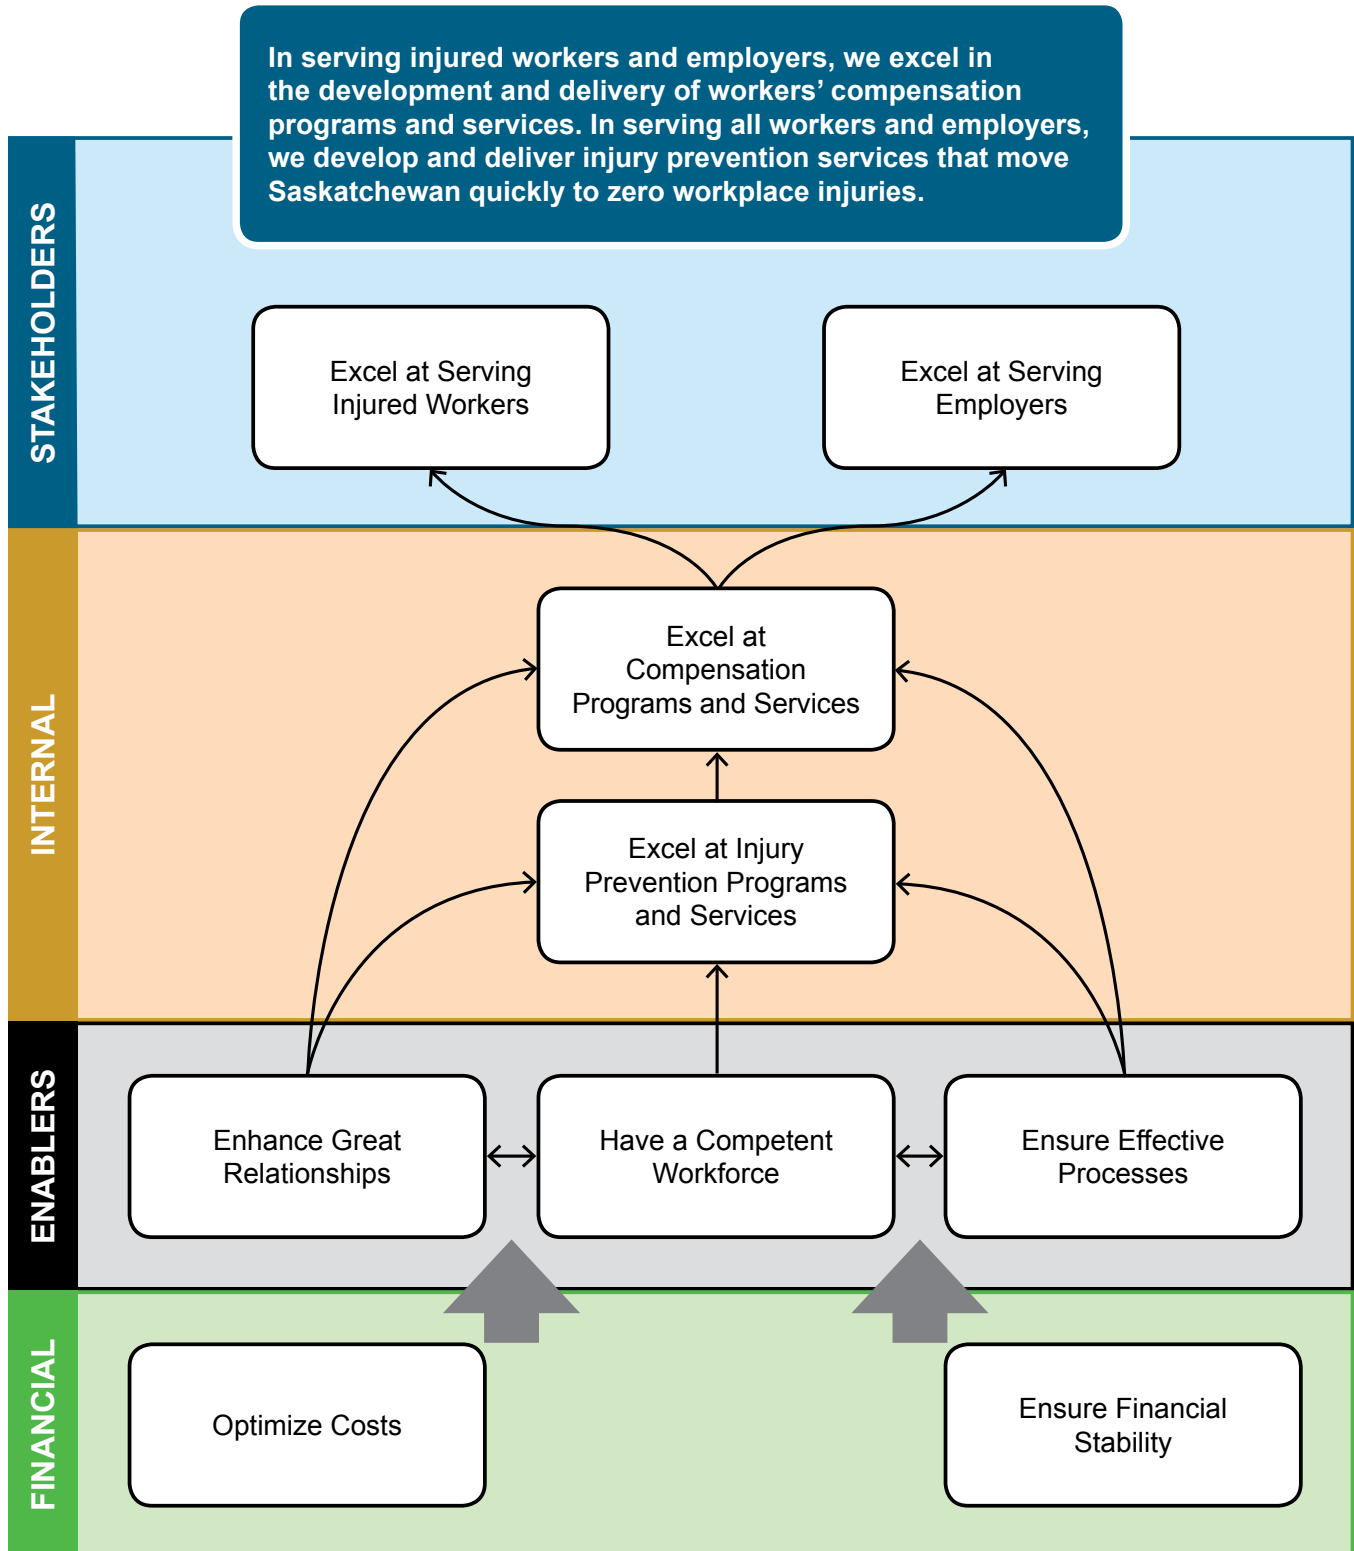 In serving injured workers and employers, we excel in
the development and delivery of workers’ compensation
programs and services. In serving all workers and employers,
we develop and deliver injury prevention services that move
Saskatchewan quickly to zero workplace injuries.
STAKEHOLDERS
Excel at Serving
Injured Workers
Excel at Serving
Employers
INTERNAL
Excel at
Compensation
Programs and Services
Excel at Injury
Prevention Programs
and Services
ENABLERS
Enhance Great
Relationships
Have a Competent
Workforce
Ensure Effective
Processes
FINANCIAL
Optimize Costs
Ensure Financial
Stability